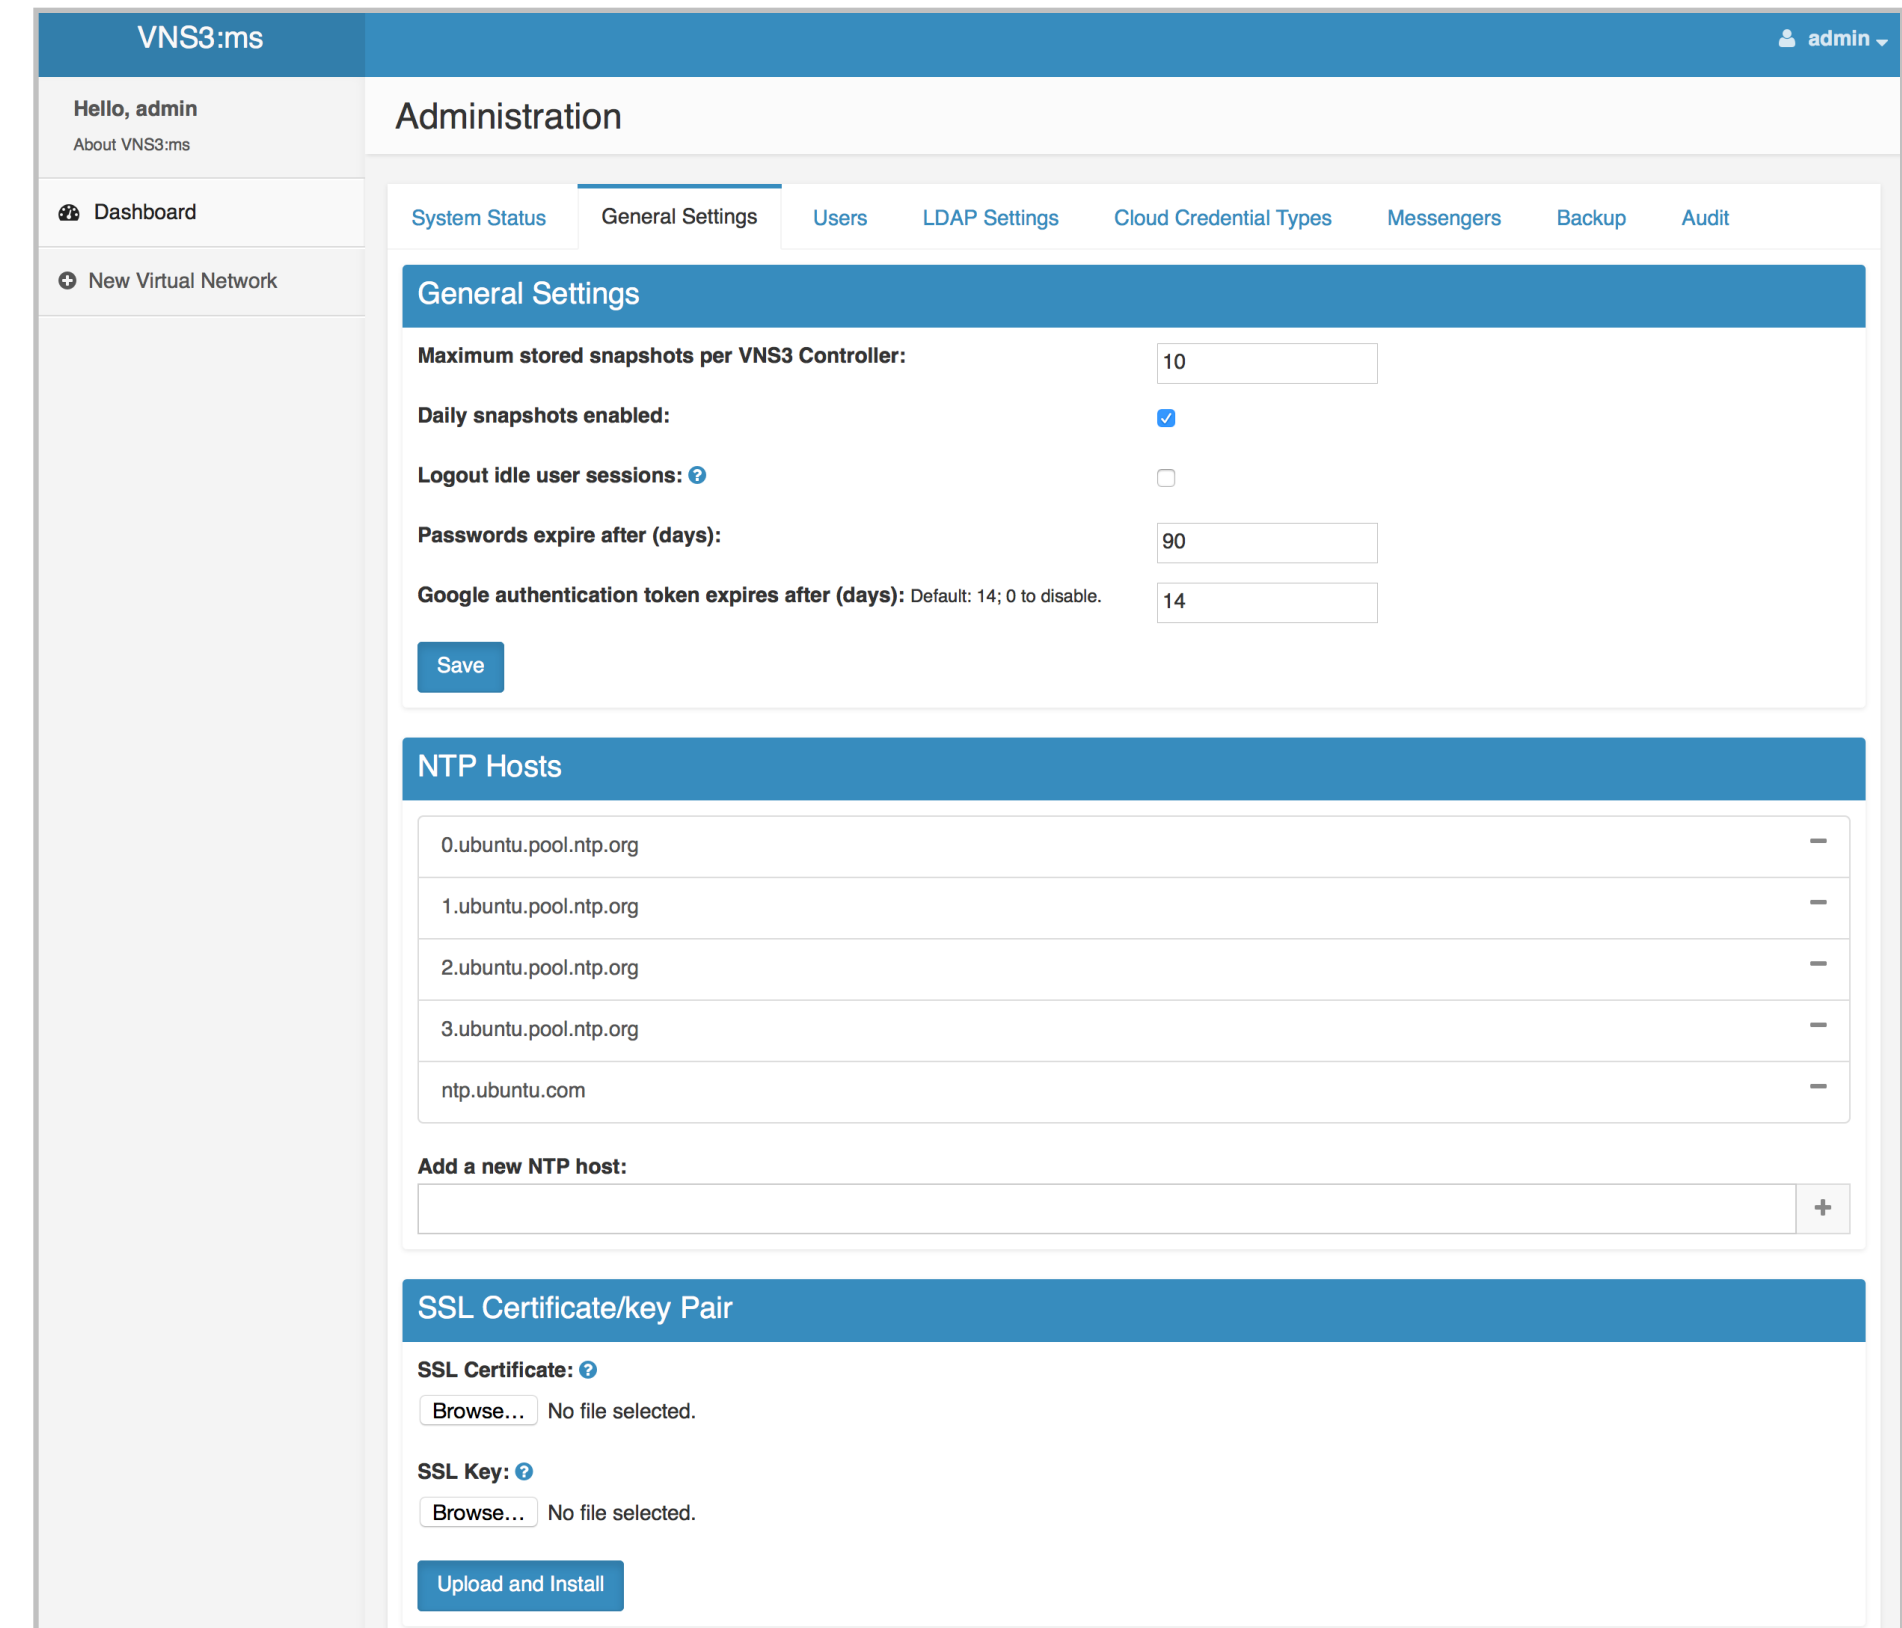 VNS3:ms
admin
Hello, admin
About VNS3:ms
Dashboard
New Virtual Network
Administration
System Status General Settings Users LDAP Settings Cloud Credential Types Messengers Backup Audit
General Settings
Maximum stored snapshots per VNS3 Controller: 10
Daily snapshots enabled:
Logout idle user sessions: ?
Passwords expire after (days): 90
Google authentication token expires after (days): Default: 14; 0 to disable. 14
Save
NTP Hosts
0.ubuntu.pool.ntp.org
1.ubuntu.pool.ntp.org
2.ubuntu.pool.ntp.org
3.ubuntu.pool.ntp.org
ntp.ubuntu.com
Add a new NTP host:
SSL Certificate/key Pair
SSL Certificate: ?
Browse... No file selected.
SSL Key: ?
Browse... No file selected.
Upload and Install